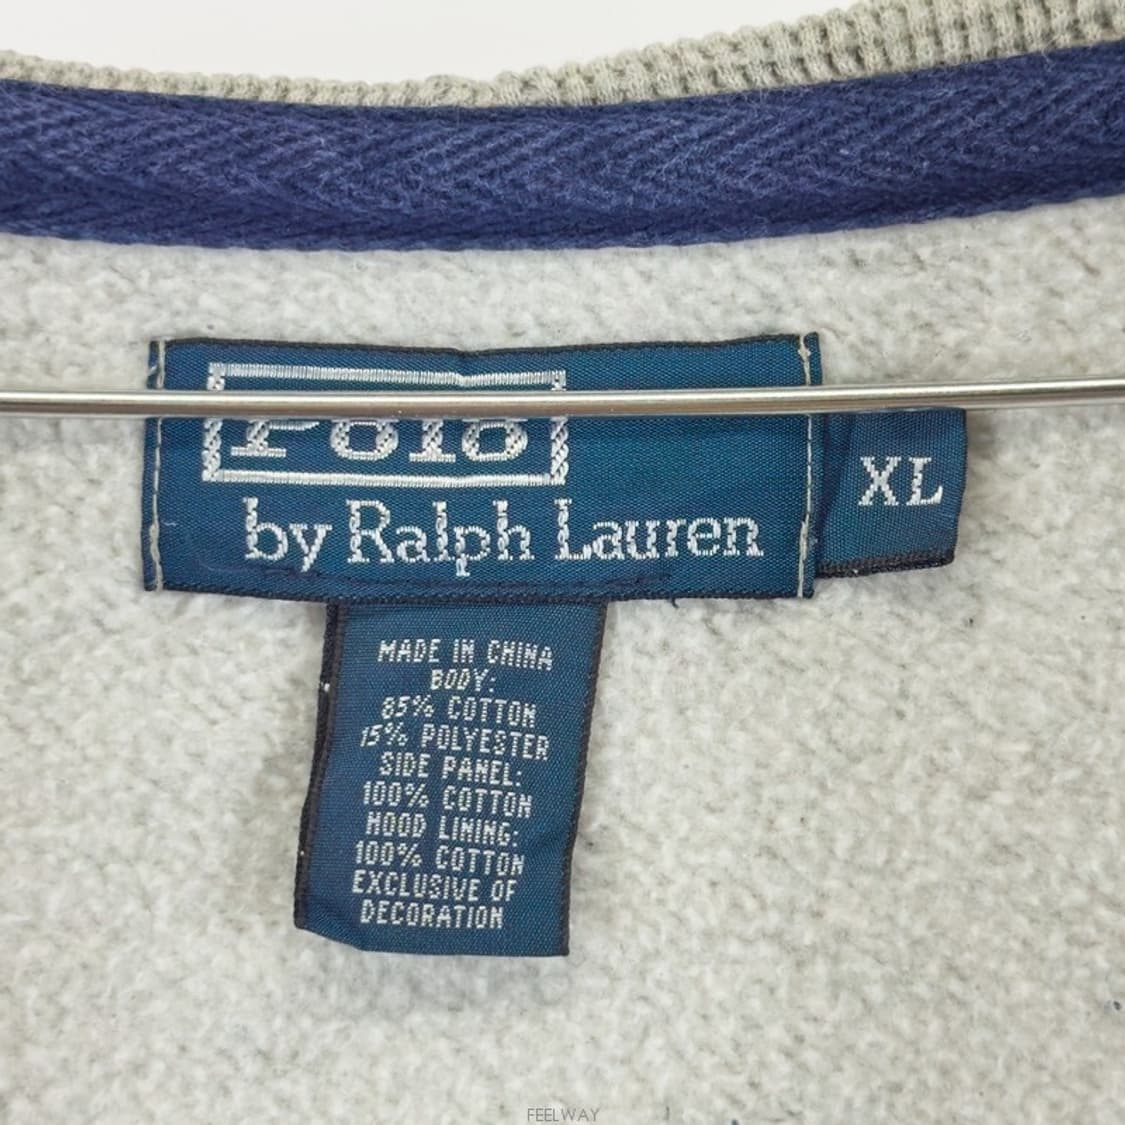 Polo
by Ralph Lauren
XL
MADE IN CHINA
BODY:
85% COTTON
15% POLYESTER
SIDE PANEL:
100% COTTON
HOOD LINING:
100% COTTON
EXCLUSIVE OF
DECORATION
FEELWAY